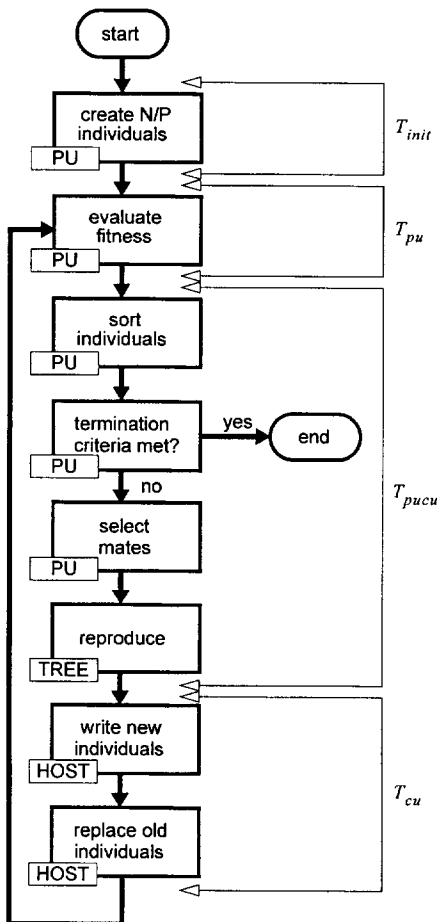 start
create N/P
individuals
PU
T_init
evaluate
fitness
PU
T_pu
sort
individuals
PU
termination
criteria met?
PU
yes
end
no
T_pucu
select
mates
PU
reproduce
TREE
write new
individuals
HOST
T_cu
replace old
individuals
HOST